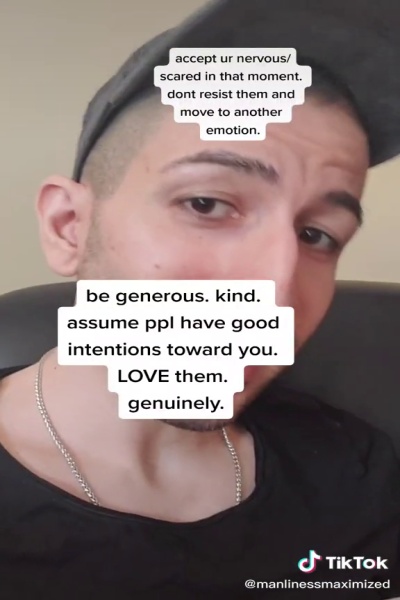 accept ur nervous/
scared in that moment.
dont resist them and
move to another
emotion.
be generous. kind.
assume ppl have good
intentions toward you.
LOVE them.
genuinely.
TikTok
@manlinessmaximized